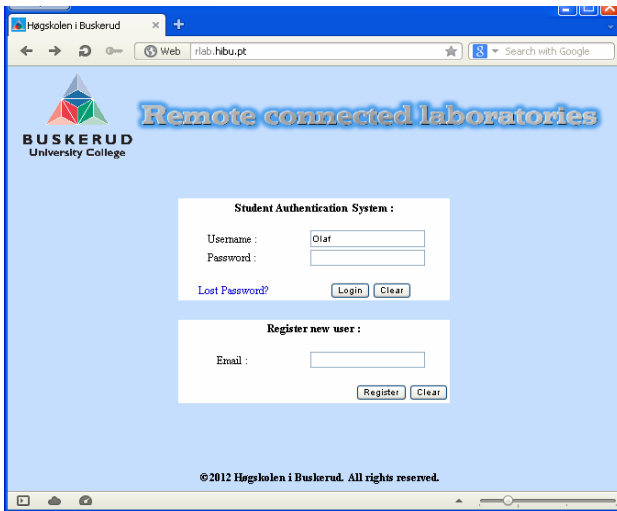 Høgskolen i Buskerud
Web rlab.hibu.pt 8 Search with Google
Remote connected laboratories
BUSKERUD
University College
Student Authentication System :
Username : Olaf
Password :
Lost Password? Login Clear
Register new user :
Email :
Register Clear
©2012 Høgskolen i Buskerud. All rights reserved.